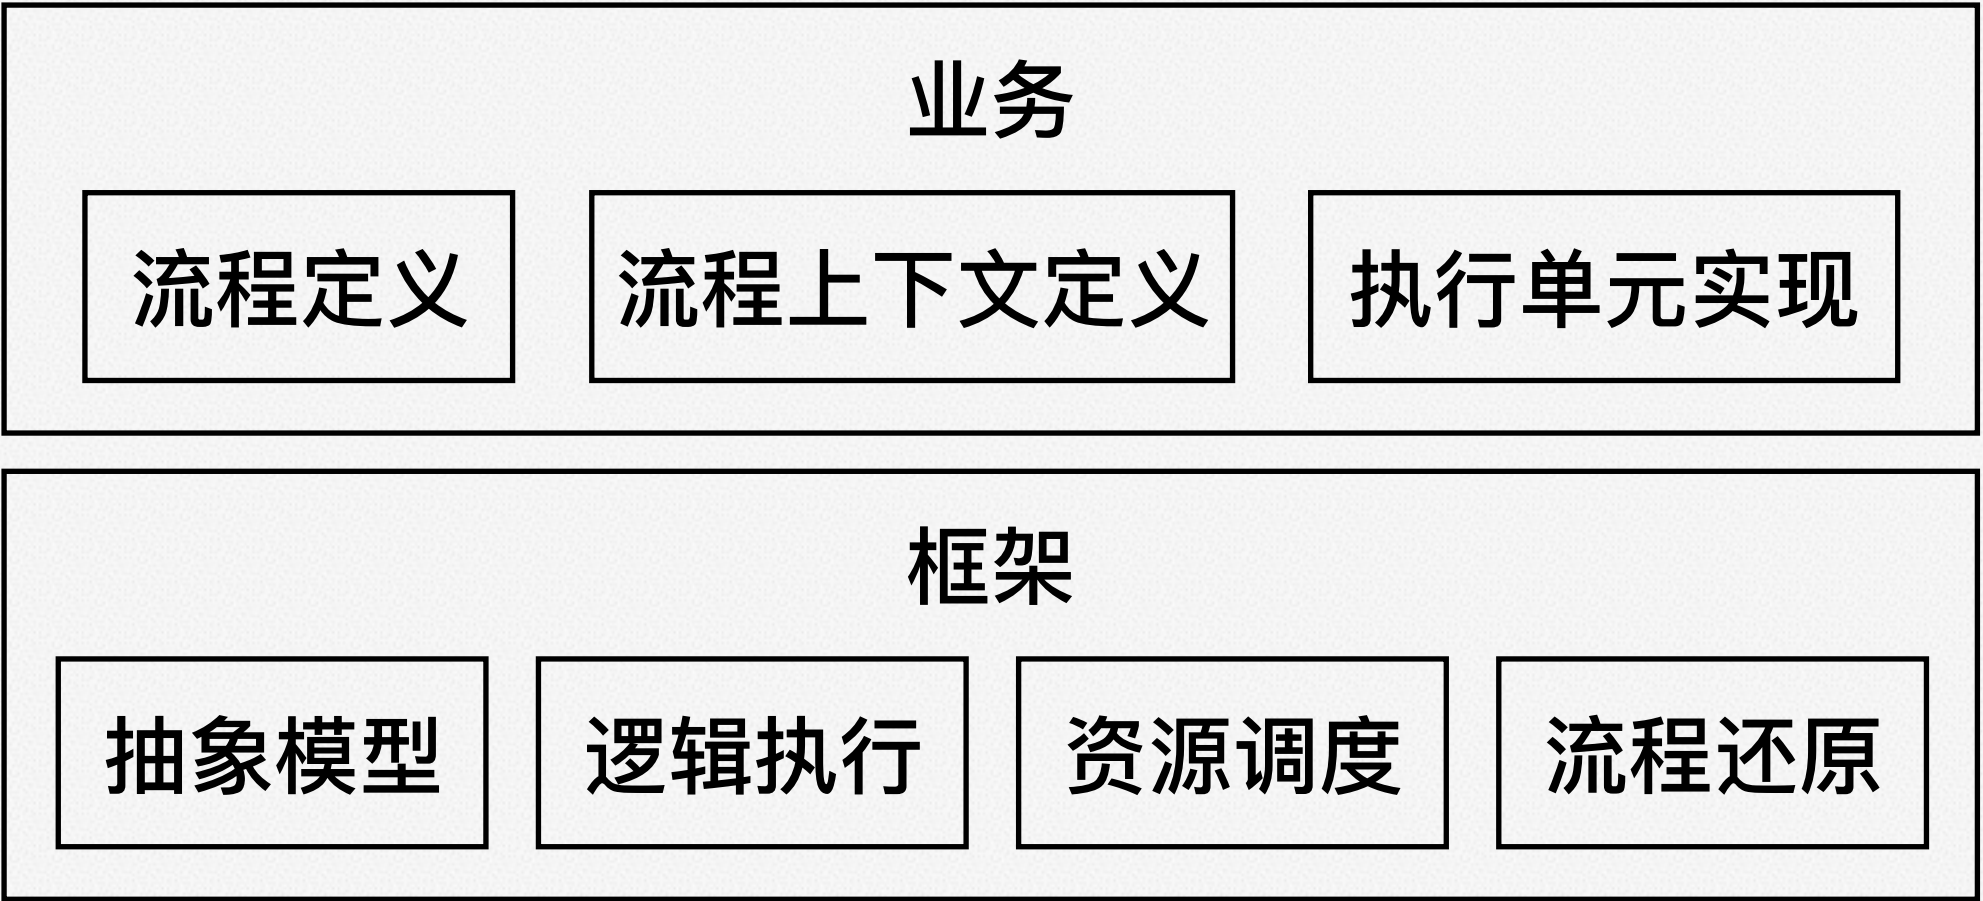 业务
流程定义
流程上下文定义
执行单元实现
框架
抽象模型
逻辑执行
资源调度
流程还原